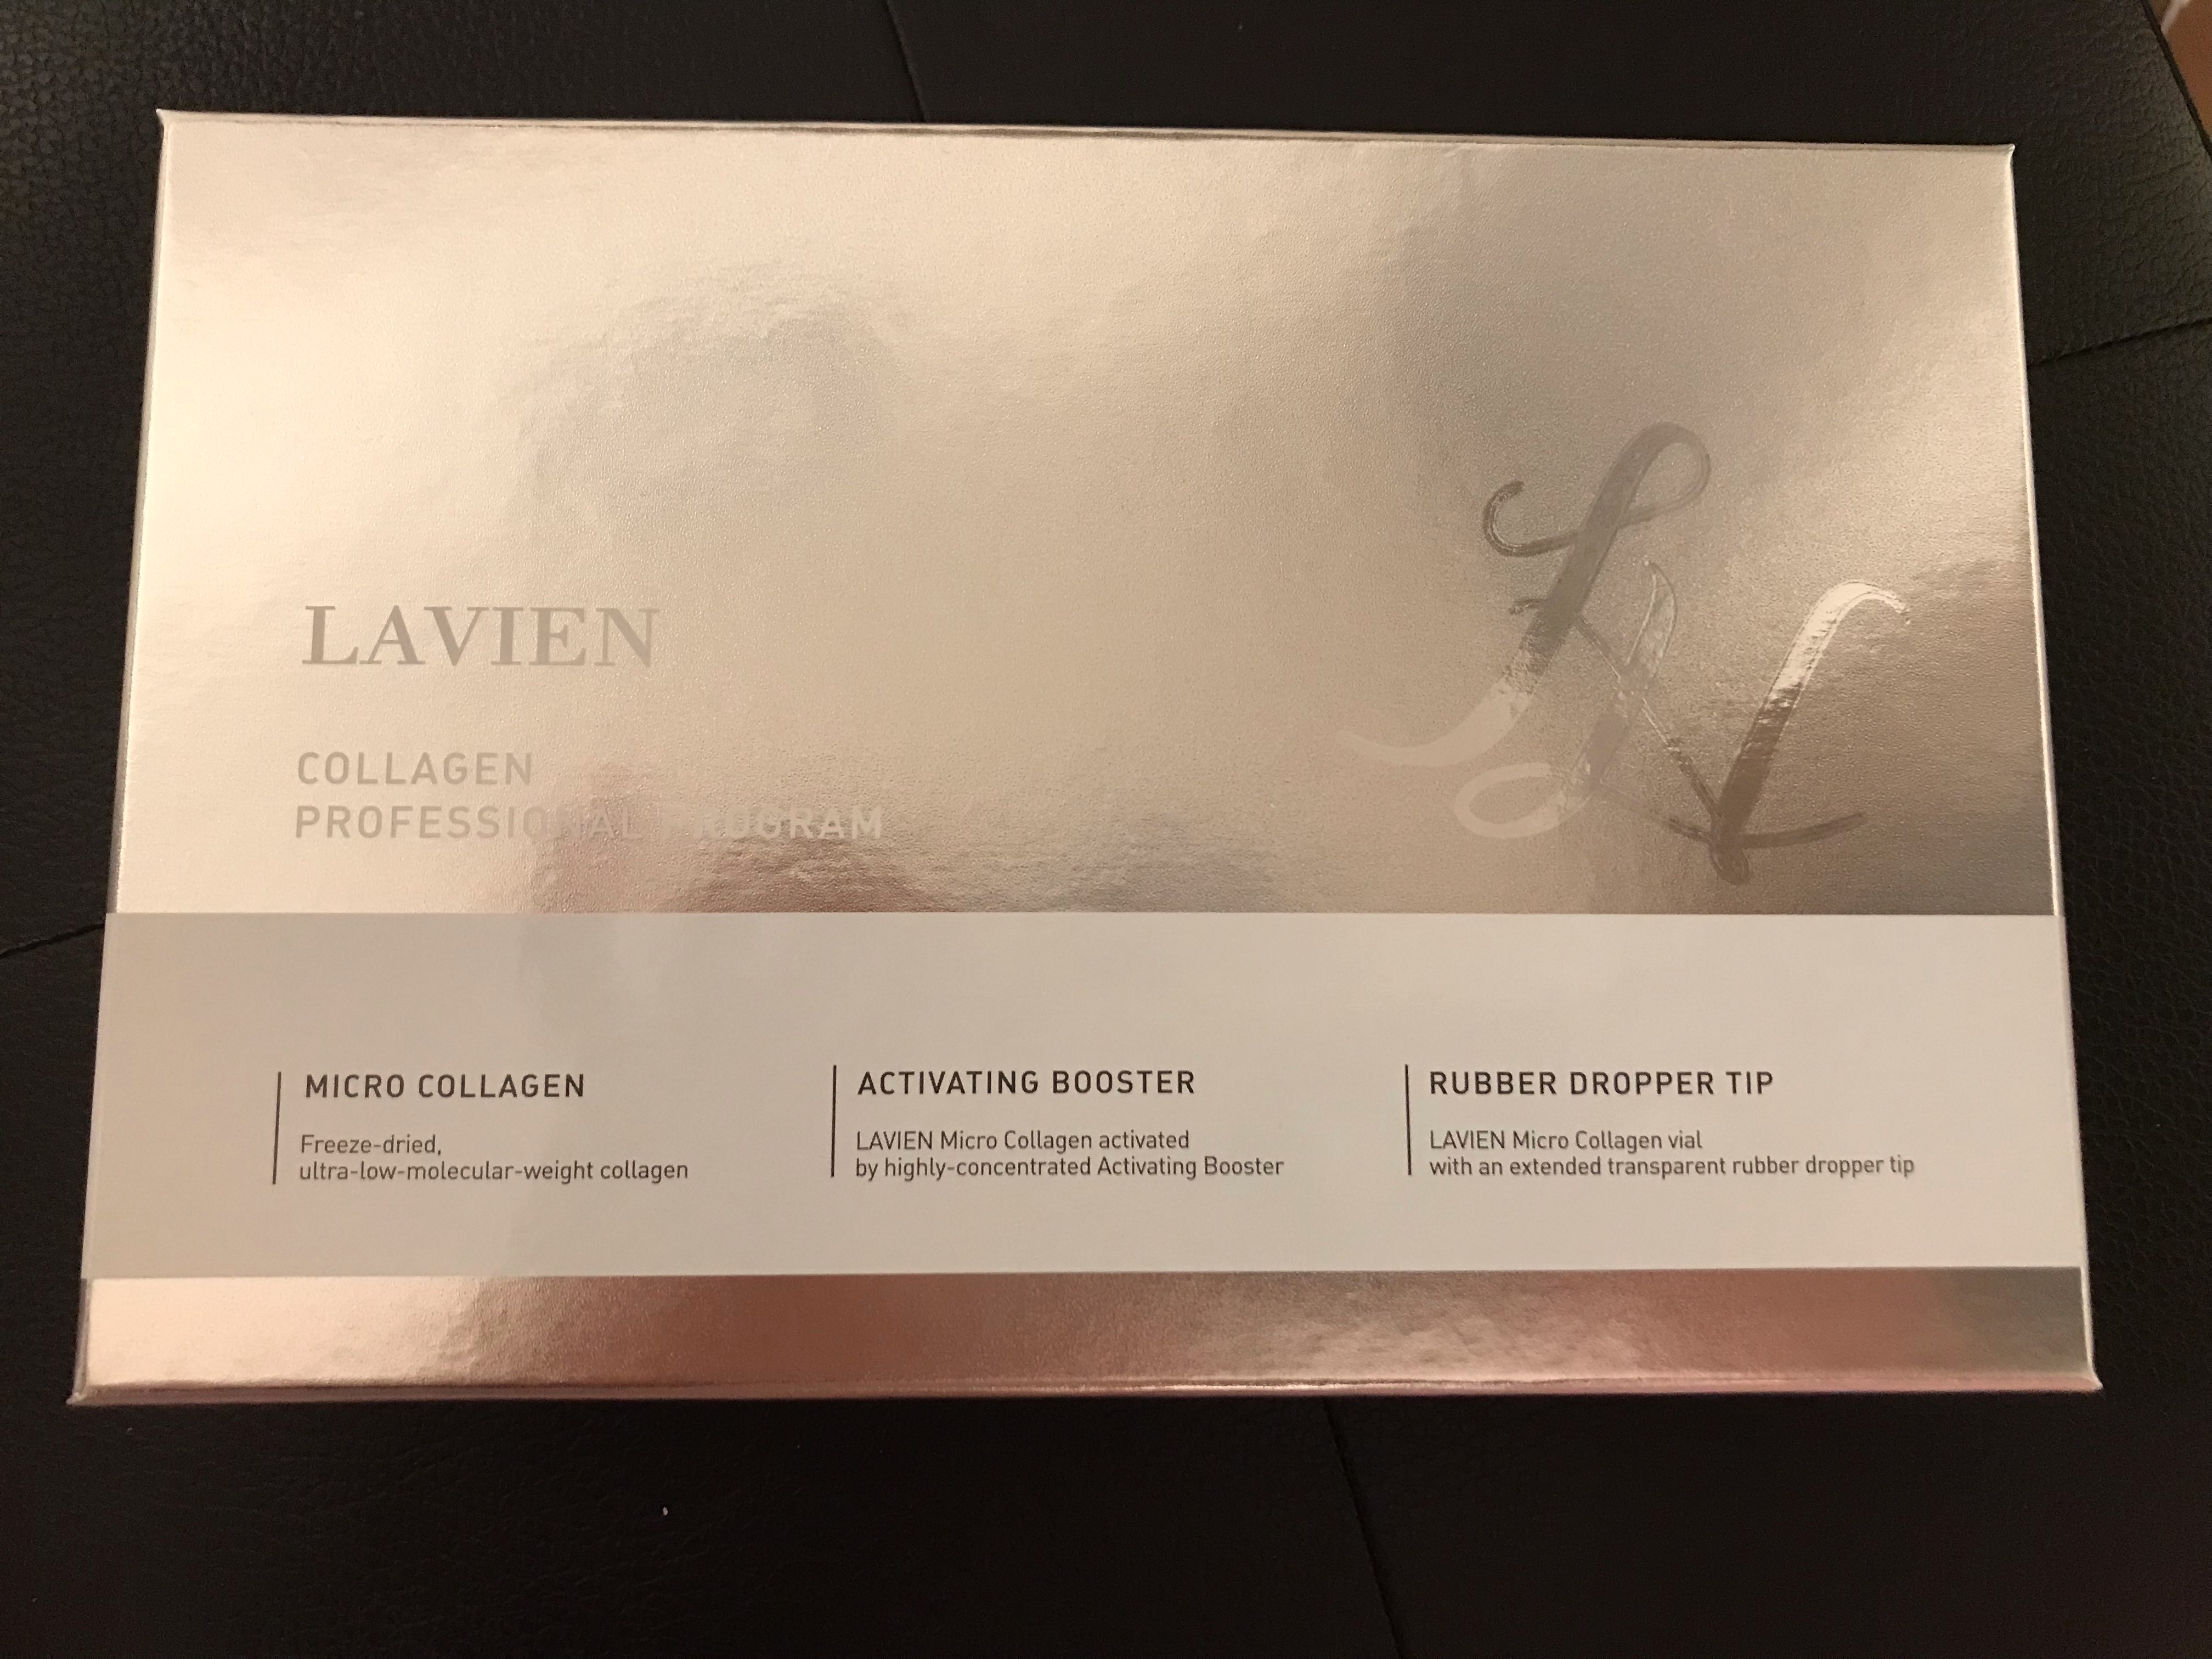 LAVIEN
COLLAGEN
PROFESSIONAL PROGRAM
MICRO COLLAGEN
Freeze-dried,
ultra-low-molecular-weight collagen
ACTIVATING BOOSTER
LAVIEN Micro Collagen activated
by highly-concentrated Activating Booster
RUBBER DROPPER TIP
LAVIEN Micro Collagen vial
with an extended transparent rubber dropper tip